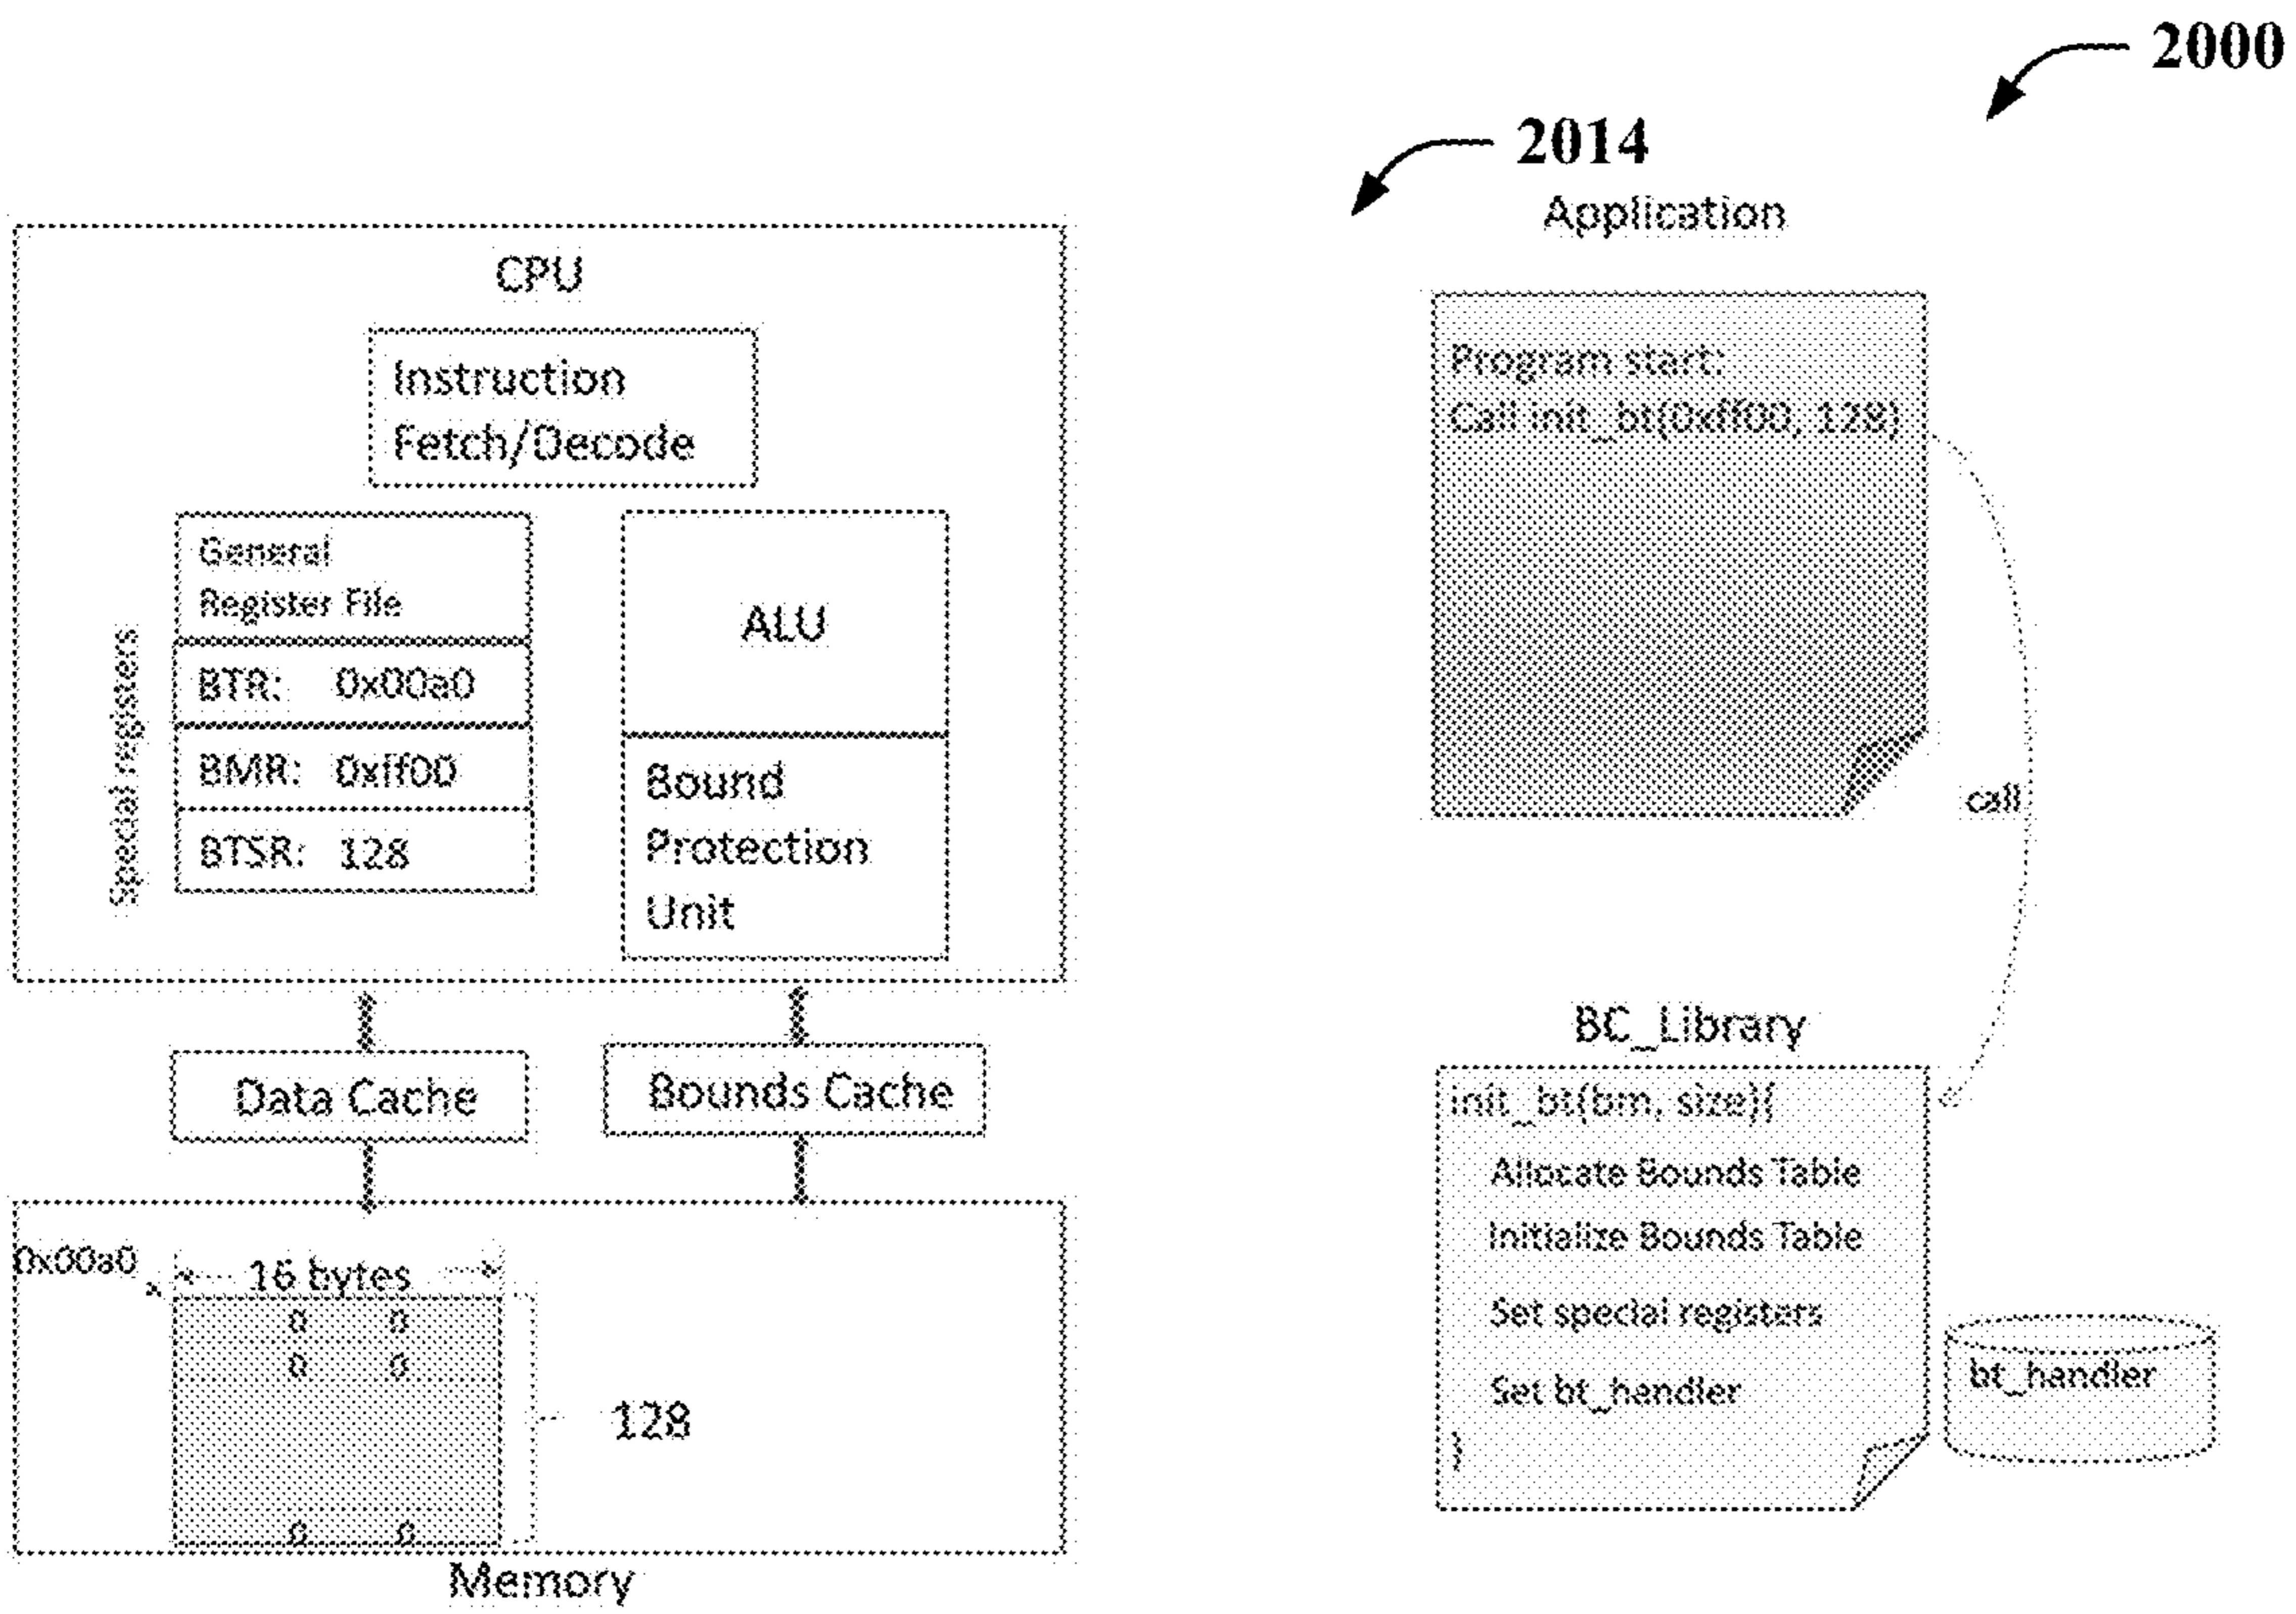 2000
2014
Application
CPU
Instruction
Fetch/Decode
General
Register File
Special registers
BTR: 0x00a0
BMR: 0xff00
BTSR: 128
ALU
Bound
Protection
Unit
Data Cache
Bounds Cache
0x00a0
16 bytes
0 0
0 0
0 0
128
Memory
Program start:
Call init_bt(0xff00, 128)
call
BC_Library
init_bt(bm, size){
Allocate Bounds Table
Initialize Bounds Table
Set special registers
Set bt_handler
}
bt_handler